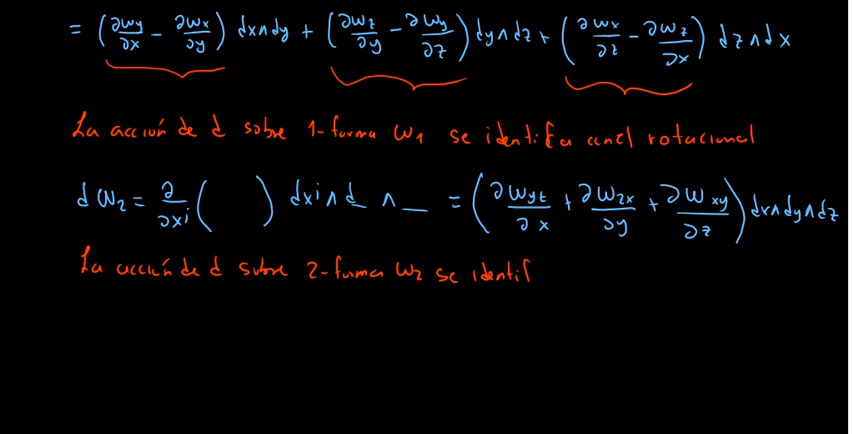 = (∂ωy/∂x − ∂ωx/∂y) dx∧dy + (∂ωz/∂y − ∂ωy/∂z) dy∧dz + (∂ωx/∂z − ∂ωz/∂x) dz∧dx
La acción de d sobre 1-forma ω1 se identifica con el rotacional
dω2 = ∂/∂xi ( ) dxi∧d_ ∧ _ = (∂ωyz/∂x + ∂ωzx/∂y + ∂ωxy/∂z) dx∧dy∧dz
La acción de d sobre 2-forma ω2 se identif